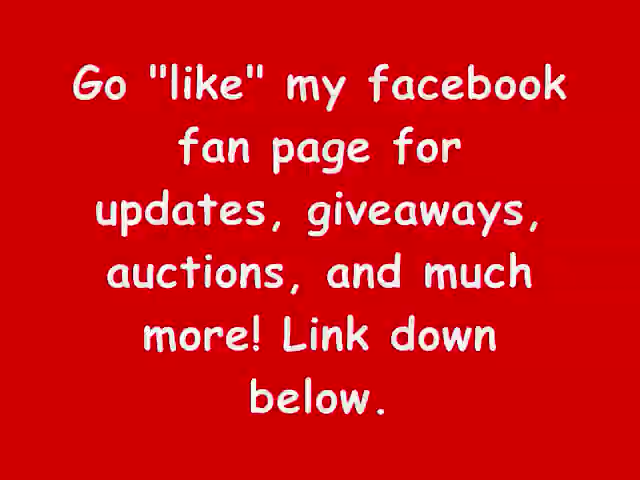 Go "like" my facebook
fan page for
updates, giveaways,
auctions, and much
more! Link down
below.